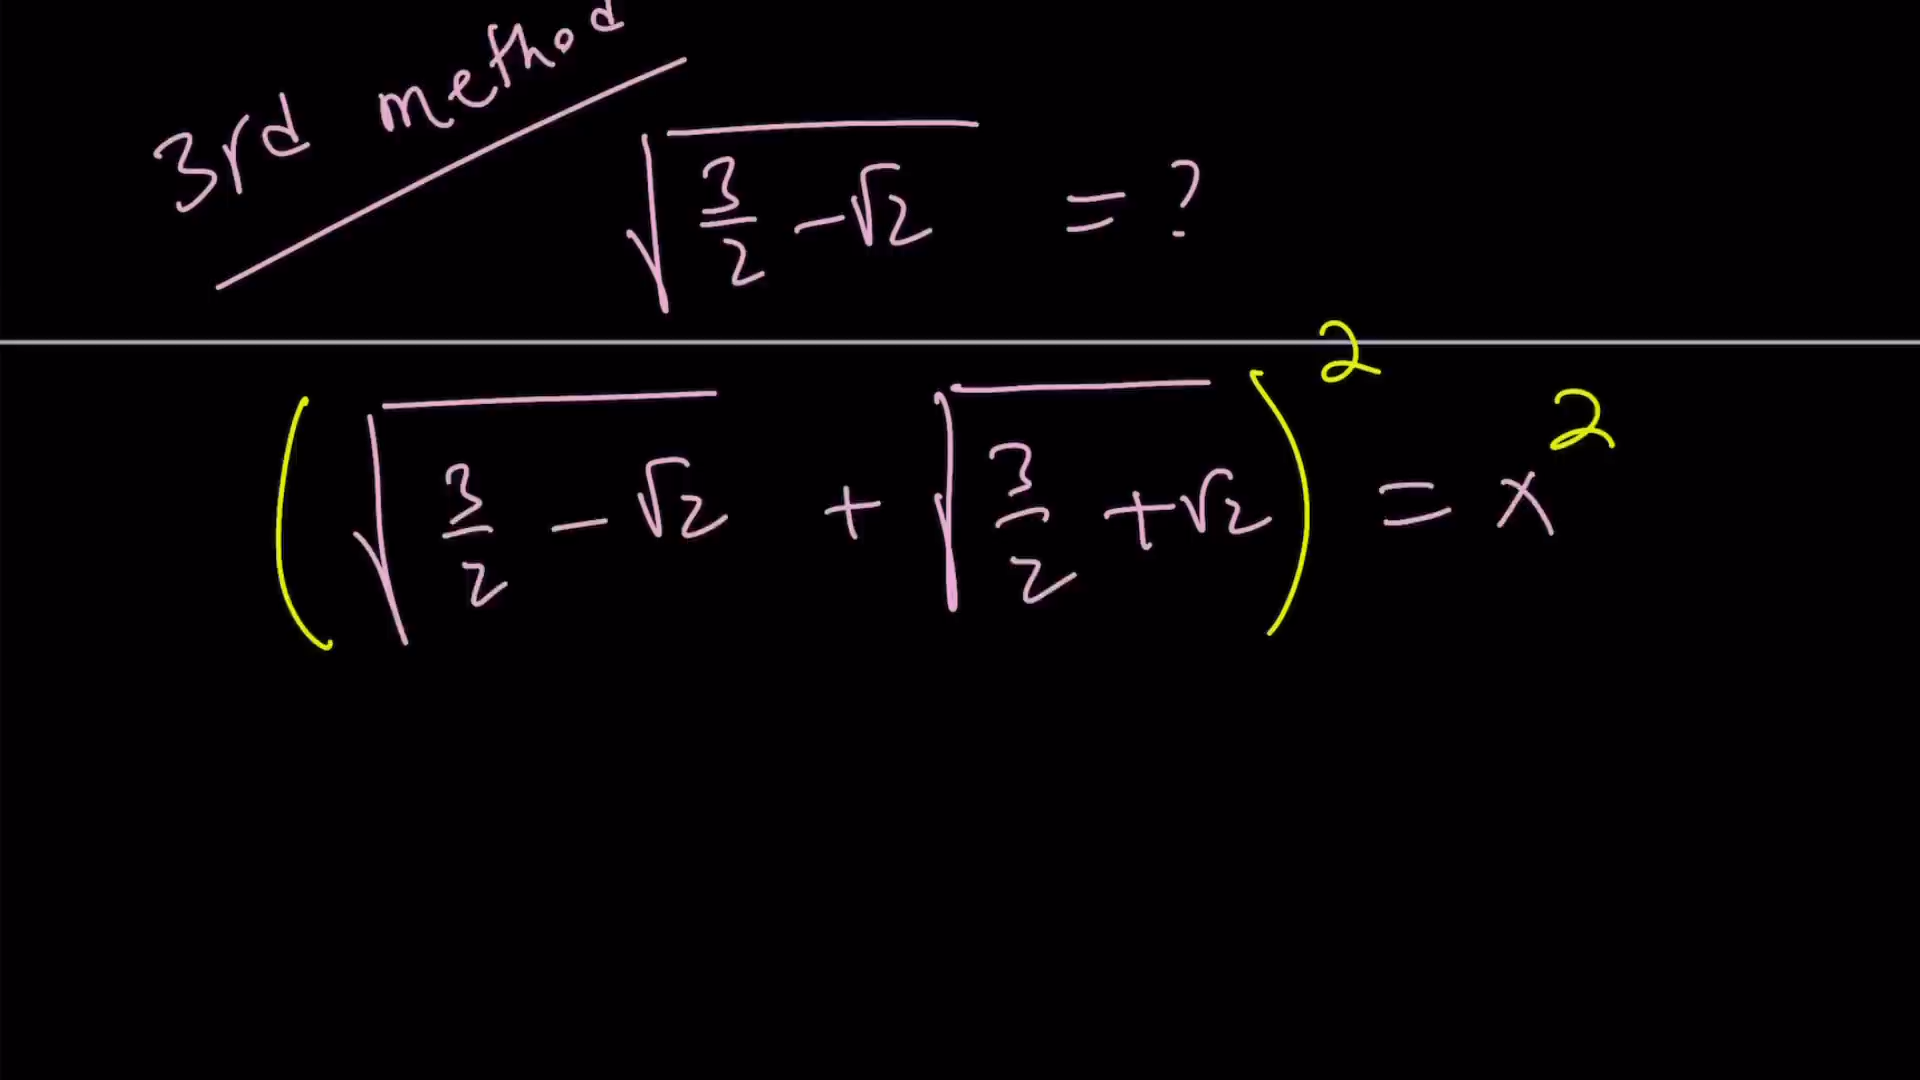 3rd method
√(3/2 - √2) = ?
(√(3/2 - √2) + √(3/2 + √2))² = x²